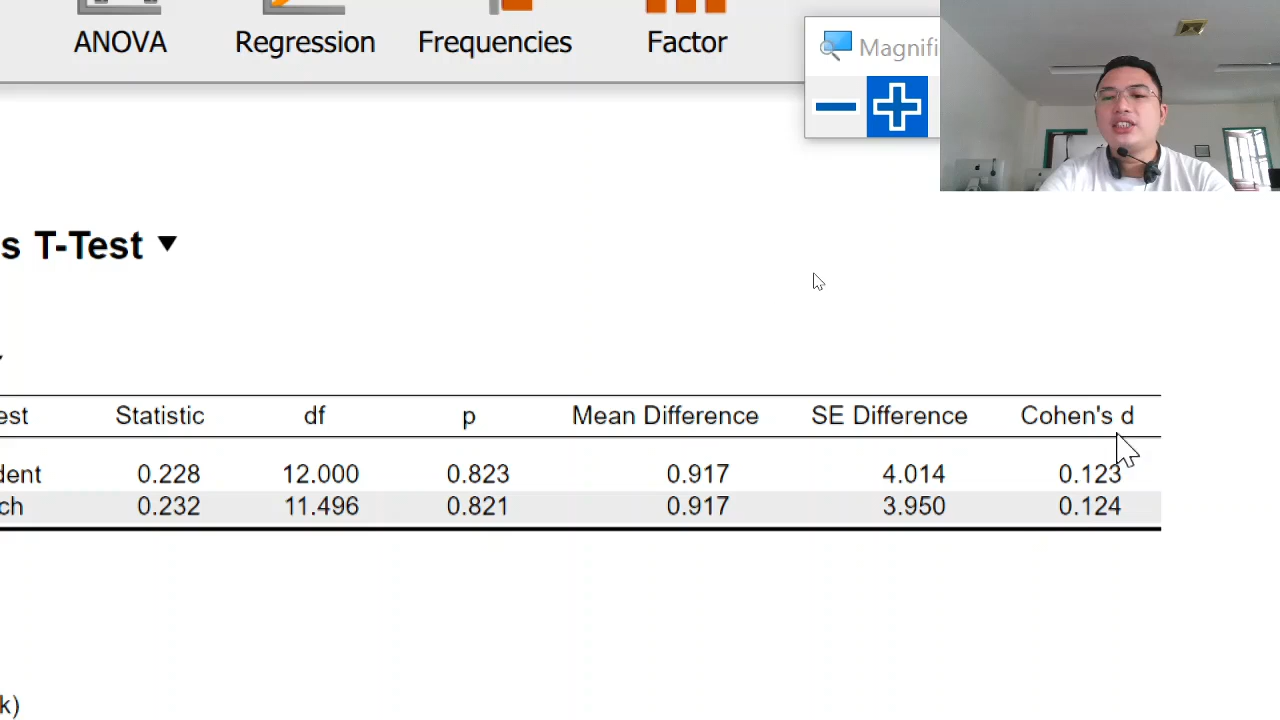 ANOVA Regression Frequencies Factor
Magnifi
s T-Test
est Statistic df p Mean Difference SE Difference Cohen's d
dent 0.228 12.000 0.823 0.917 4.014 0.123
ch 0.232 11.496 0.821 0.917 3.950 0.124
k)